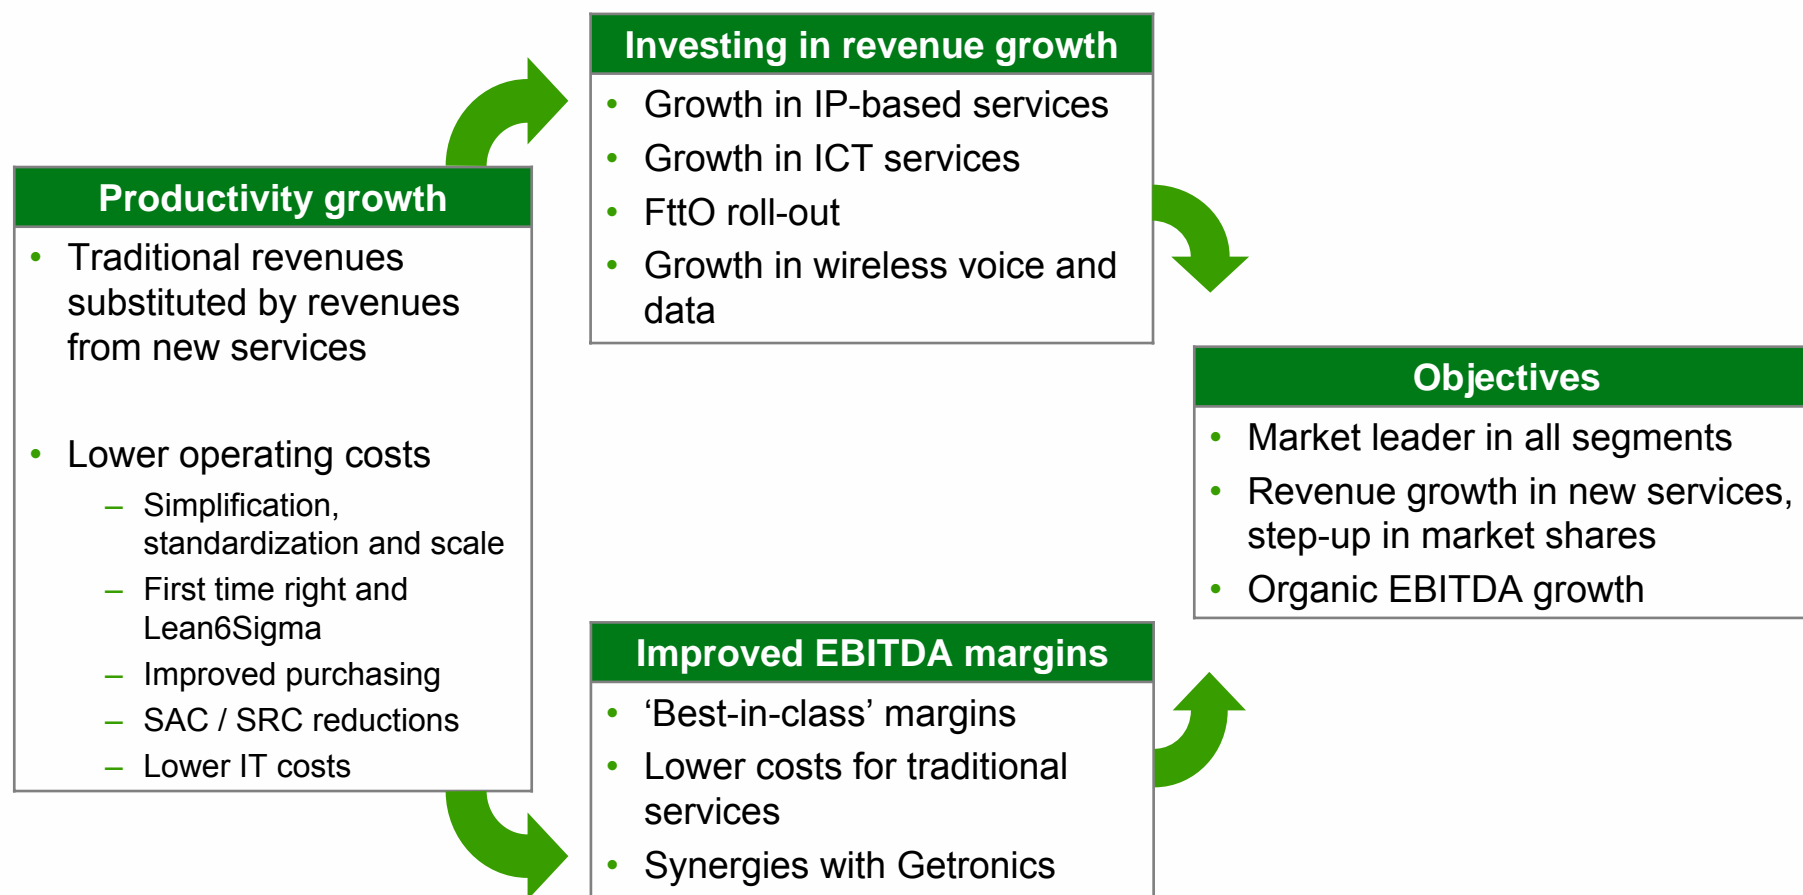 Productivity growth
• Traditional revenues
substituted by revenues
from new services
• Lower operating costs
– Simplification,
standardization and scale
– First time right and
Lean6Sigma
– Improved purchasing
– SAC / SRC reductions
– Lower IT costs
Investing in revenue growth
• Growth in IP-based services
• Growth in ICT services
• FttO roll-out
• Growth in wireless voice and
data
Improved EBITDA margins
• ‘Best-in-class’ margins
• Lower costs for traditional
services
• Synergies with Getronics
Objectives
• Market leader in all segments
• Revenue growth in new services,
step-up in market shares
• Organic EBITDA growth